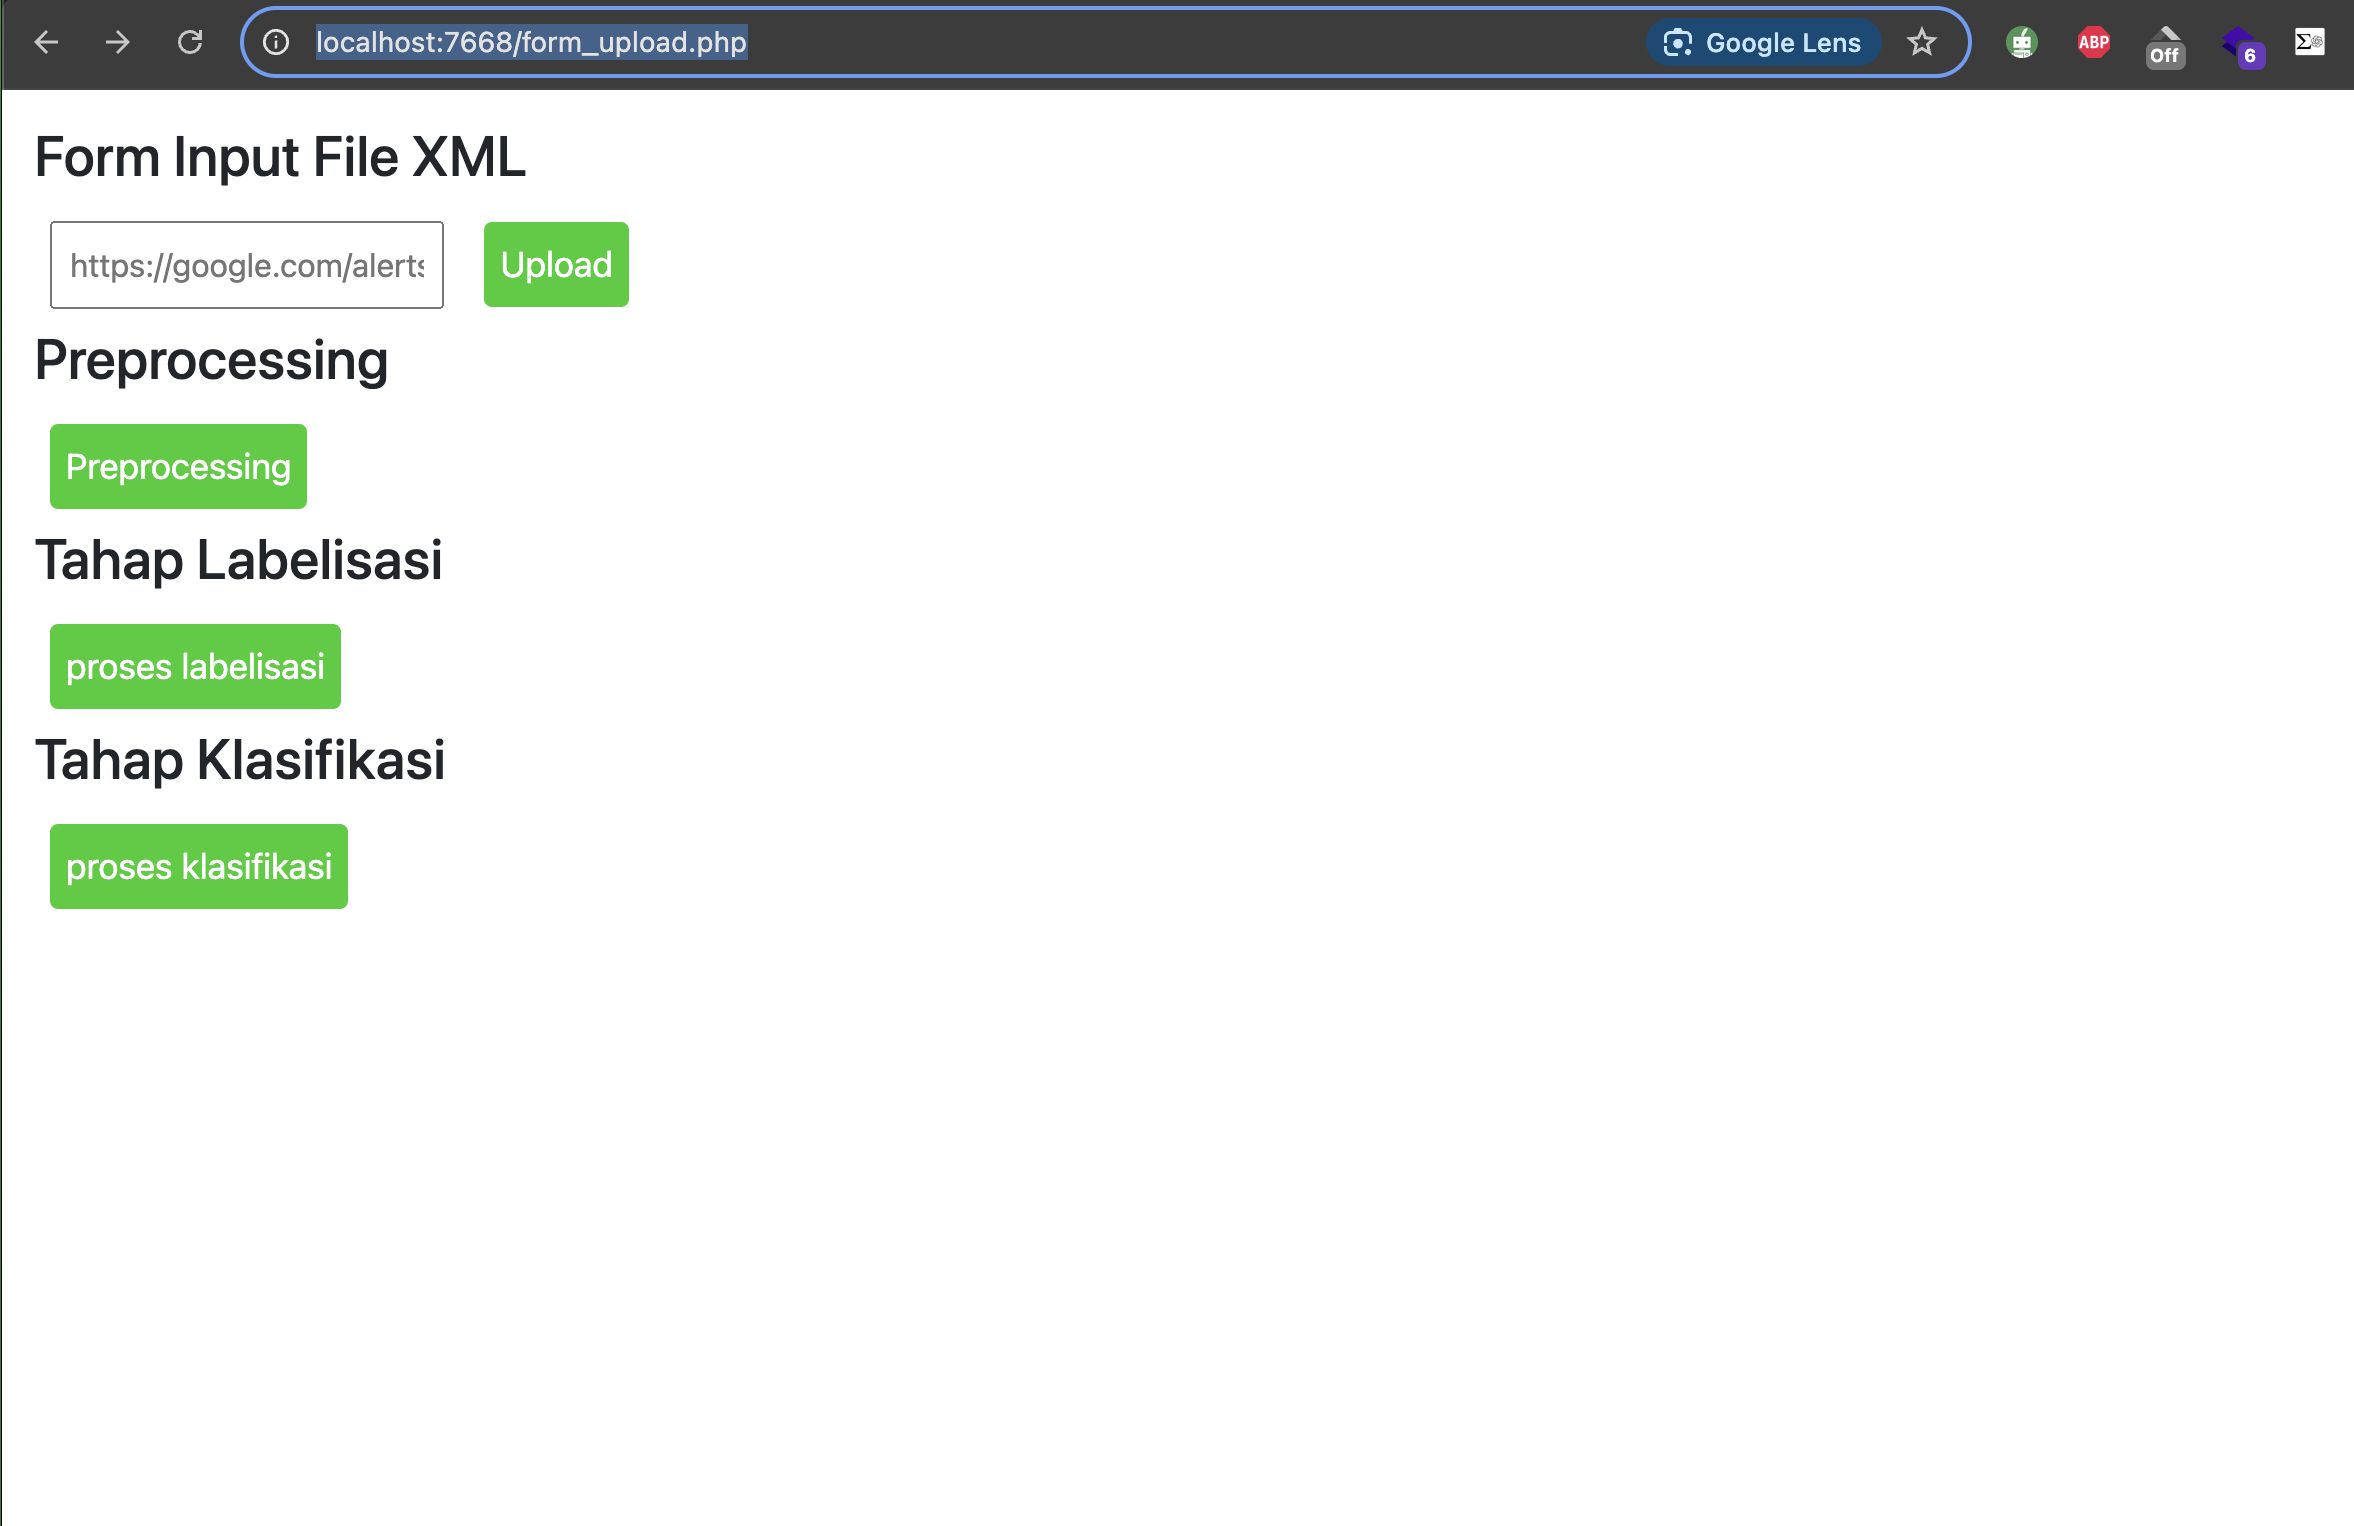 localhost:7668/form_upload.php Google Lens ABP Off 6
Form Input File XML
https://google.com/alerts Upload
Preprocessing
Preprocessing
Tahap Labelisasi
proses labelisasi
Tahap Klasifikasi
proses klasifikasi